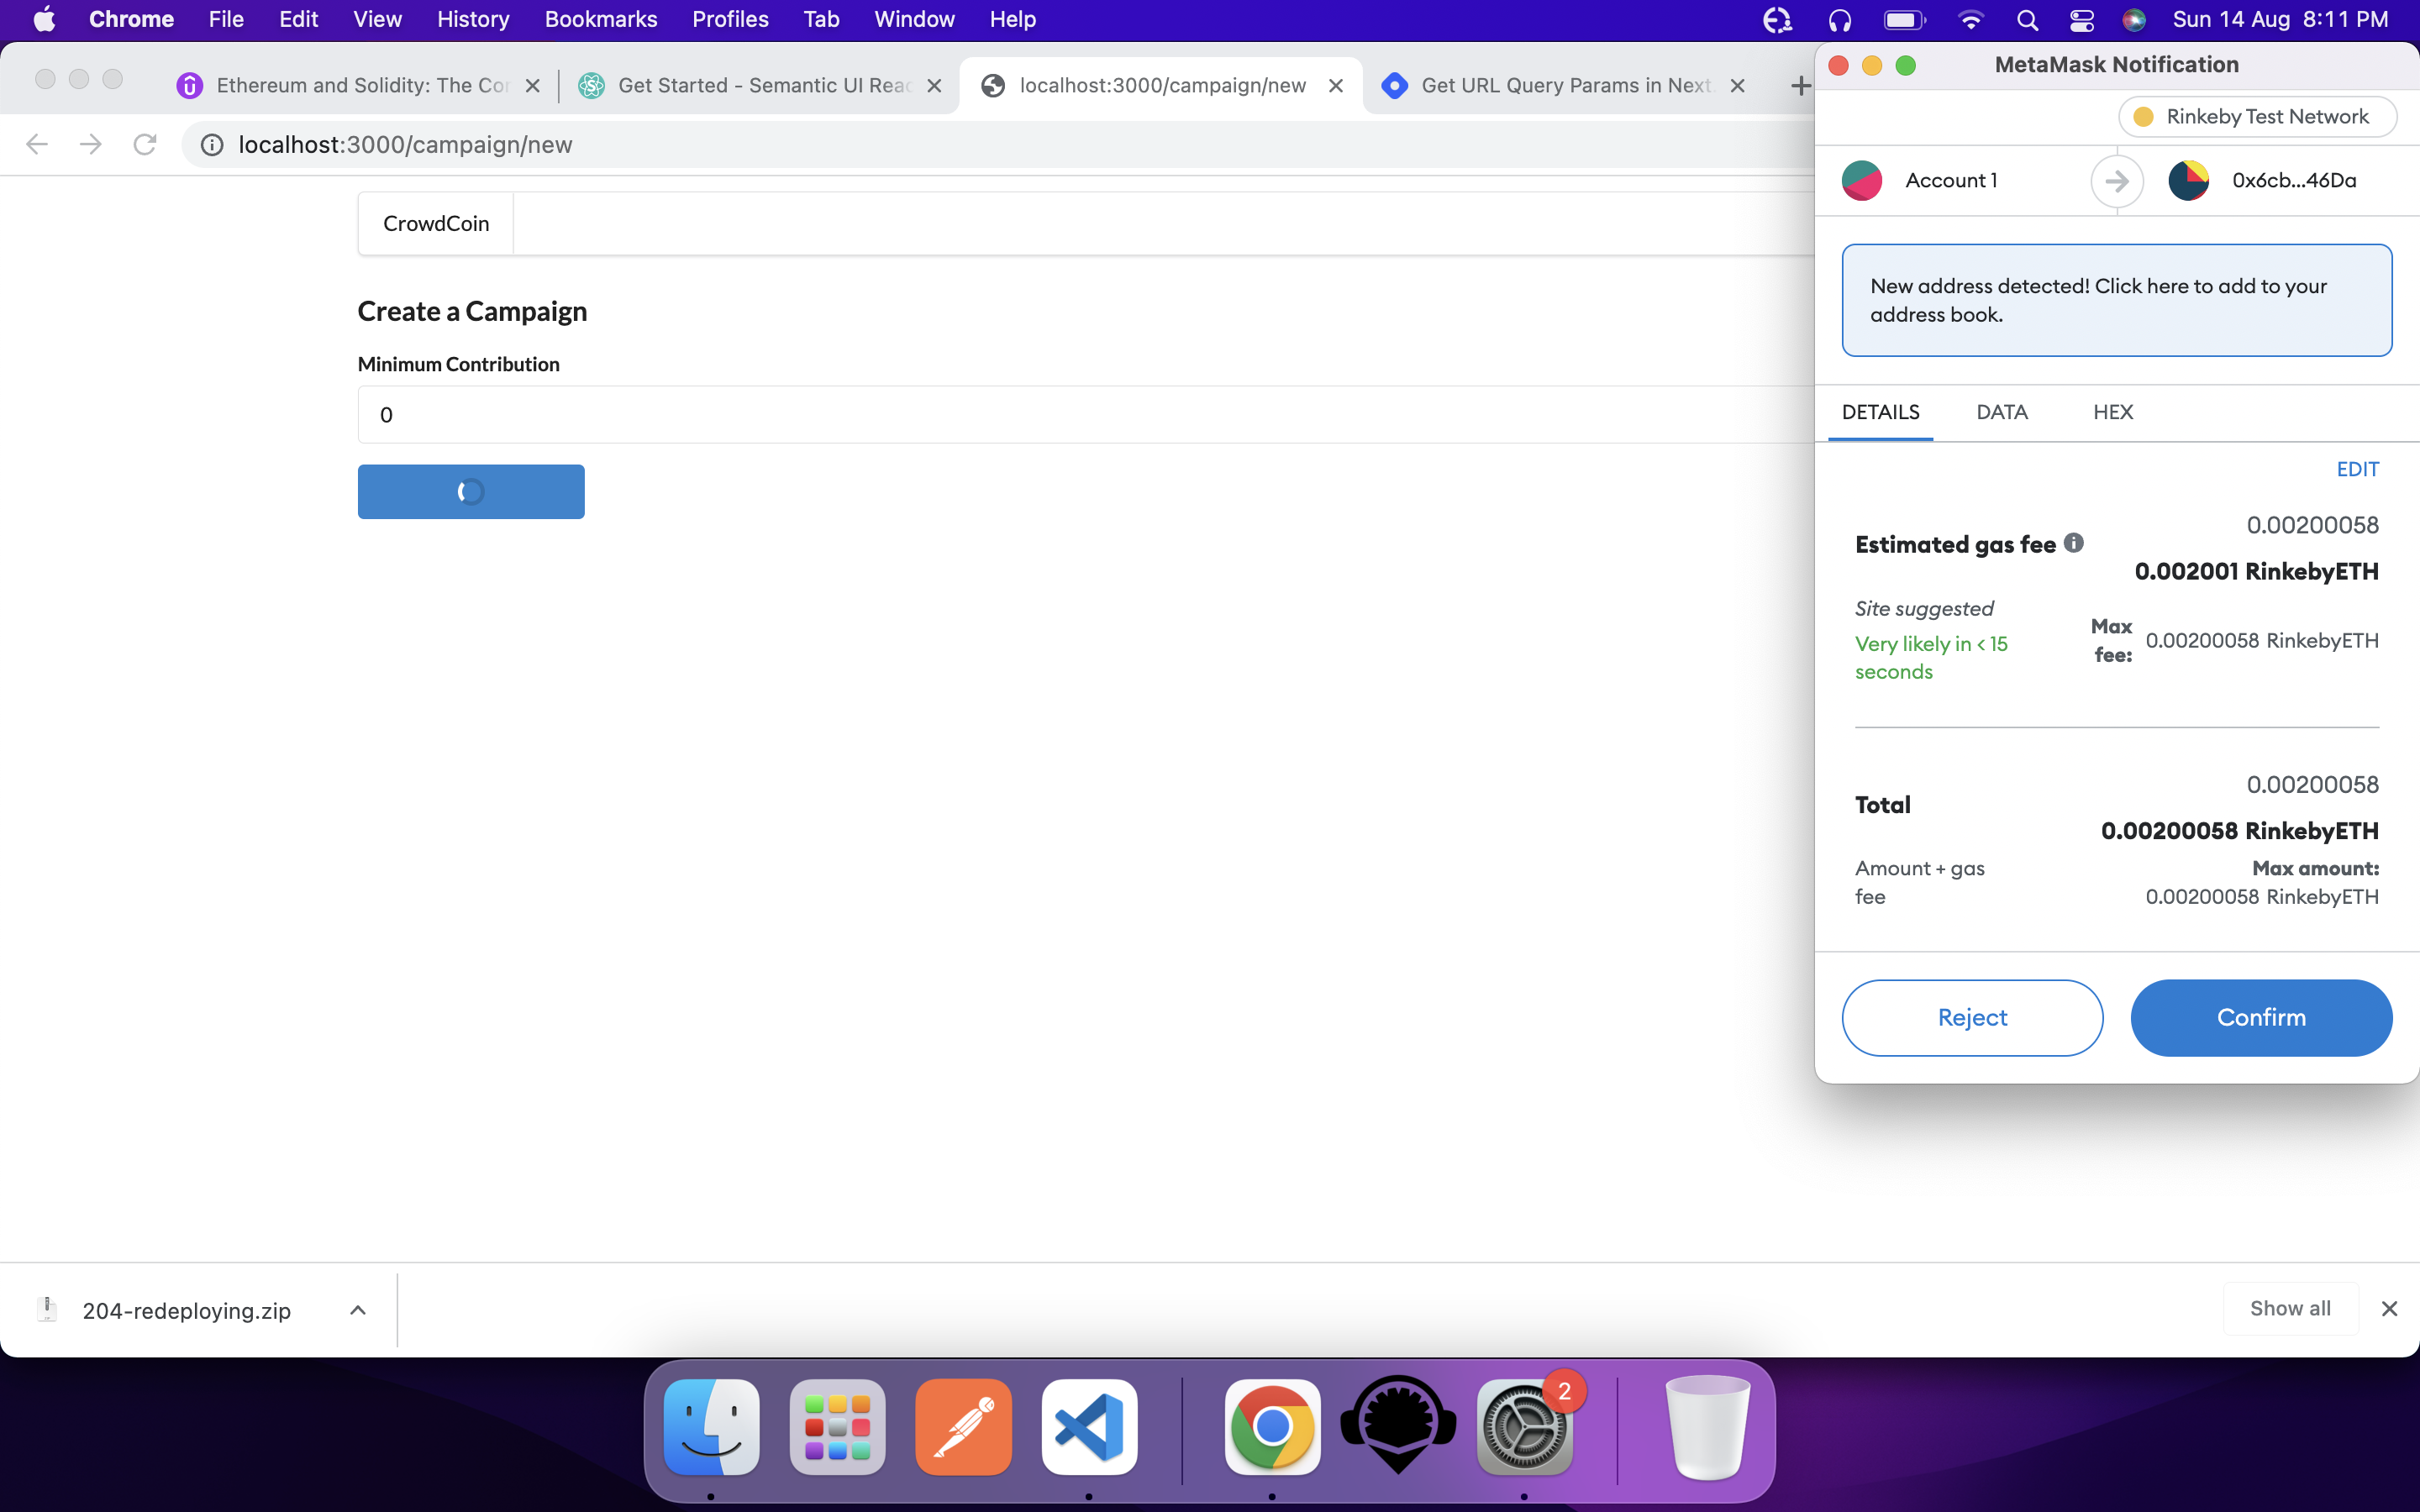 Chrome File Edit View History Bookmarks Profiles Tab Window Help Sun 14 Aug 8:11 PM
Ethereum and Solidity: The Cor
Get Started - Semantic UI Reac
localhost:3000/campaign/new
Get URL Query Params in Next.
localhost:3000/campaign/new
CrowdCoin
Create a Campaign
Minimum Contribution
0
MetaMask Notification
Rinkeby Test Network
Account 1
0x6cb...46Da
New address detected! Click here to add to your
address book.
DETAILS DATA HEX
EDIT
0.00200058
Estimated gas fee
0.002001 RinkebyETH
Site suggested
Very likely in < 15
seconds
Max
fee:
0.00200058 RinkebyETH
0.00200058
Total
0.00200058 RinkebyETH
Amount + gas
fee
Max amount:
0.00200058 RinkebyETH
Reject
Confirm
204-redeploying.zip
Show all
2